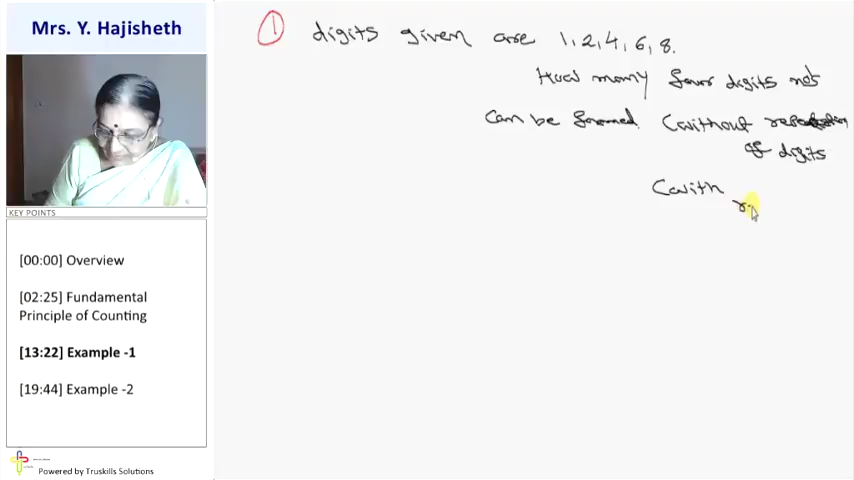 Mrs. Y. Hajisheth
KEY POINTS
[00:00] Overview
[02:25] Fundamental
Principle of Counting
[13:22] Example -1
[19:44] Example -2
Powered by Truskills Solutions
① digits given are 1, 2, 4, 6, 8.
How many four digits nos
can be formed (without
of digits
(with